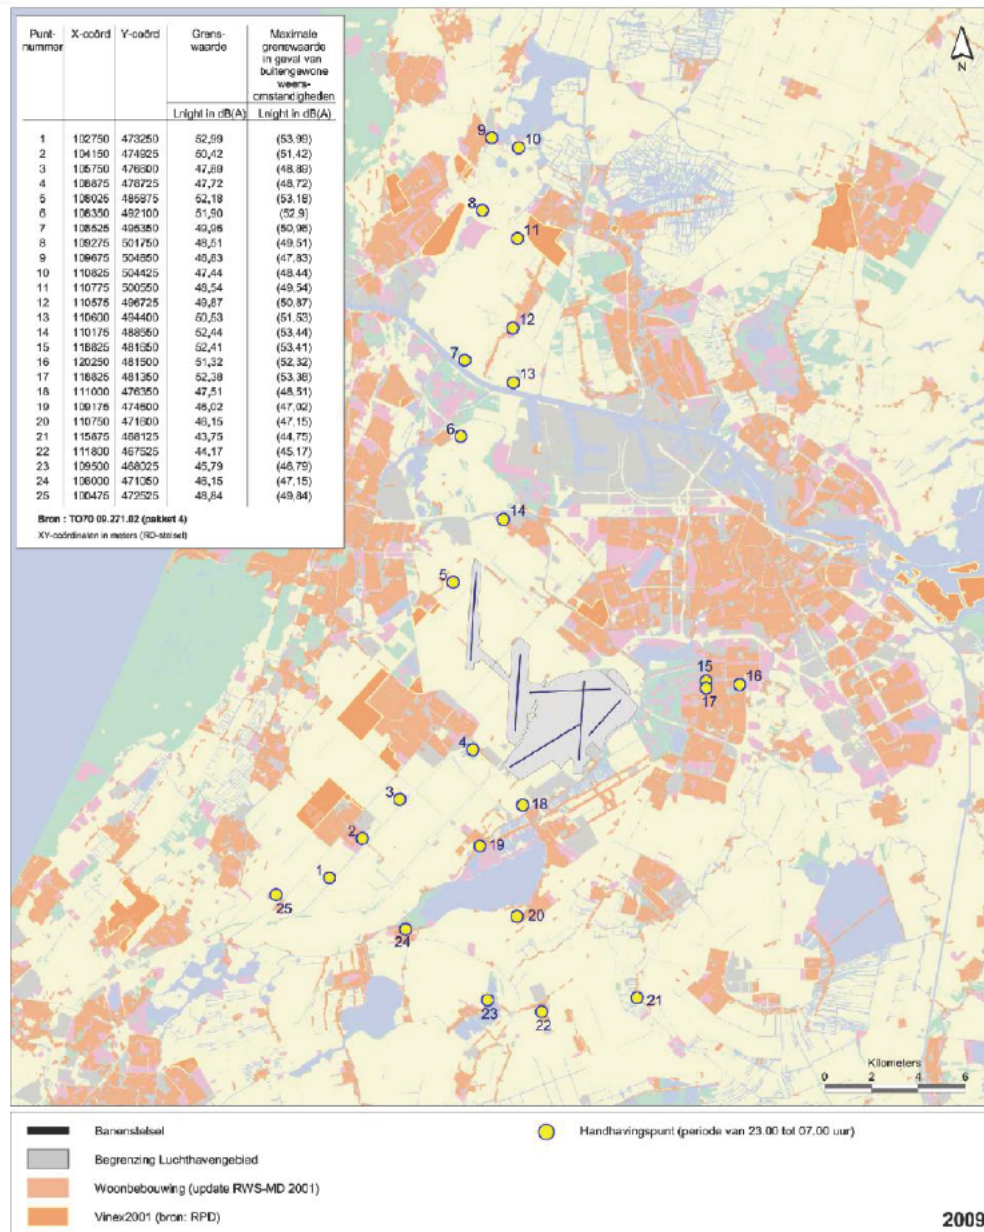 Punt-nummer X-coörd Y-coörd Grens-waarde Maximale grenswaarde in geval van buitengewone weers-omstandigheden
Lnight in dB(A) (Lnight in dB(A)
1 102750 473250 52,99 (53,99)
2 104150 474925 50,42 (51,42)
3 105750 476600 47,89 (48,89)
4 108875 478725 47,72 (48,72)
5 108025 485875 52,18 (53,18)
6 108350 492100 51,90 (52,9)
7 108525 495350 49,96 (50,96)
8 109275 501750 48,51 (49,51)
9 109675 504850 46,83 (47,83)
10 110825 504425 47,44 (48,44)
11 110775 500550 48,54 (49,54)
12 110575 496725 49,87 (50,87)
13 110600 494400 50,53 (51,53)
14 110175 488550 52,44 (53,44)
15 118825 481650 52,41 (53,41)
16 120250 481500 51,32 (52,32)
17 118825 481350 52,38 (53,38)
18 111000 476350 47,51 (48,51)
19 109175 474600 46,02 (47,02)
20 110750 471600 46,15 (47,15)
21 115875 468125 43,75 (44,75)
22 111800 467525 44,17 (45,17)
23 109500 468025 45,79 (46,79)
24 106000 471050 46,15 (47,15)
25 100475 472525 48,84 (49,84)
Bron : TO70 09.271.02 (pakket 4)
XY-coördinaten in meters (RD-stelsel)
N
9
10
8
11
12
7
13
6
14
5
15
16
17
4
3
18
2
19
1
25
20
24
21
23
22
Kilometers
0 2 4 6
Banenstelsel
Handhavingspunt (periode van 23.00 tot 07.00 uur)
Begrenzing Luchthavengebied
Woonbebouwing (update RWS-MD 2001)
Vinex2001 (bron: RPD)
2009